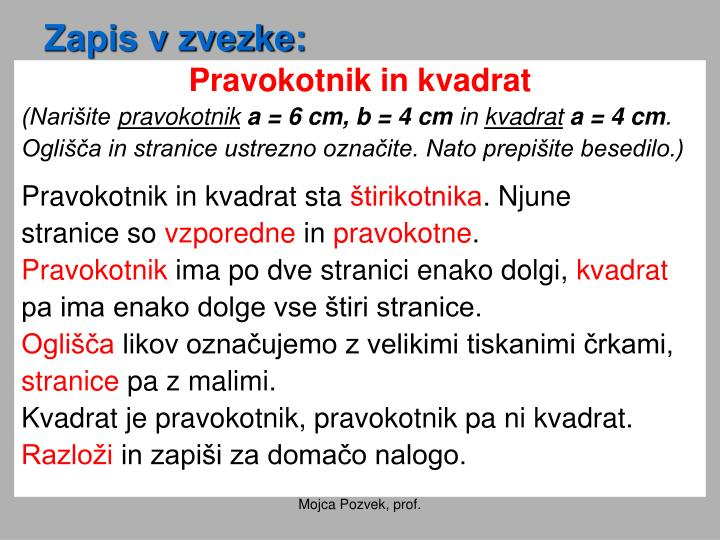 Zapis v zvezke:
Pravokotnik in kvadrat
(Narišite pravokotnik a = 6 cm, b = 4 cm in kvadrat a = 4 cm.
Oglišča in stranice ustrezno označite. Nato prepišite besedilo.)
Pravokotnik in kvadrat sta štirikotnika. Njune
stranice so vzporedne in pravokotne.
Pravokotnik ima po dve stranici enako dolgi, kvadrat
pa ima enako dolge vse štiri stranice.
Oglišča likov označujemo z velikimi tiskanimi črkami,
stranice pa z malimi.
Kvadrat je pravokotnik, pravokotnik pa ni kvadrat.
Razloži in zapiši za domačo nalogo.
Mojca Pozvek, prof.